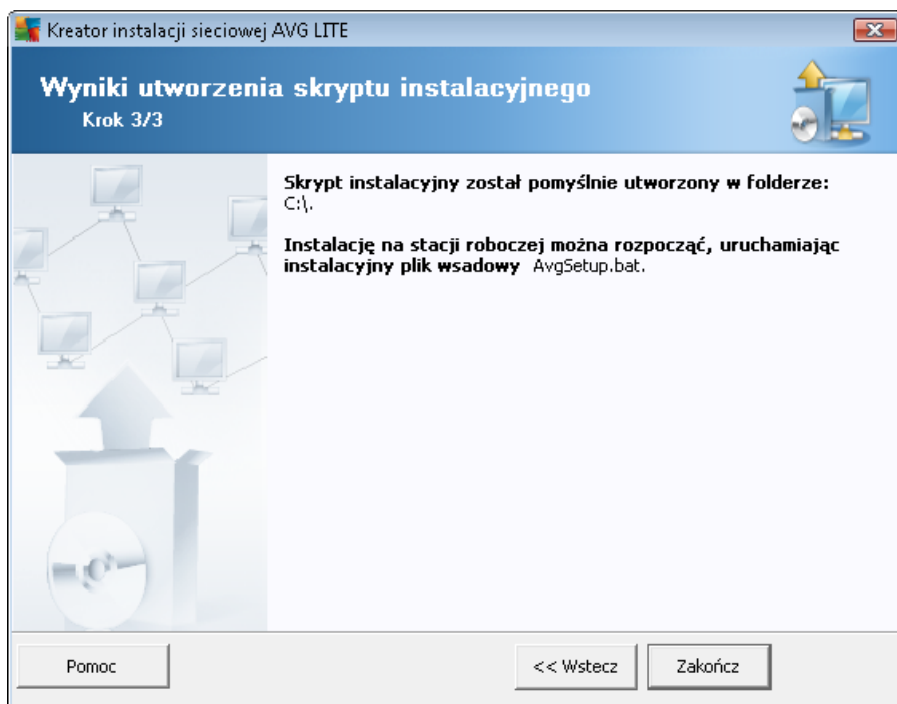 Kreator instalacji sieciowej AVG LITE
Wyniki utworzenia skryptu instalacyjnego
Krok 3/3
Skrypt instalacyjny został pomyślnie utworzony w folderze:
C:\.
Instalację na stacji roboczej można rozpocząć, uruchamiając
instalacyjny plik wsadowy AvgSetup.bat.
Pomoc
<< Wstecz
Zakończ